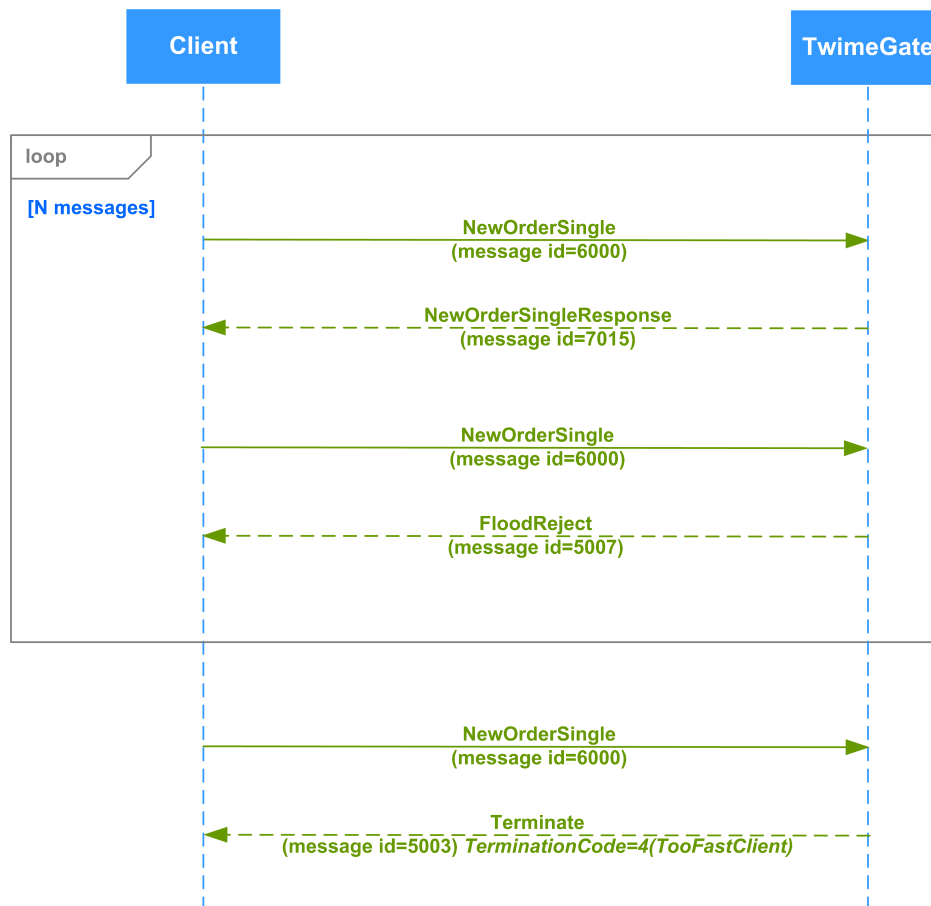 Client
TwimeGate
loop
[N messages]
NewOrderSingle
(message id=6000)
NewOrderSingleResponse
(message id=7015)
NewOrderSingle
(message id=6000)
FloodReject
(message id=5007)
NewOrderSingle
(message id=6000)
Terminate
(message id=5003) TerminationCode=4(TooFastClient)